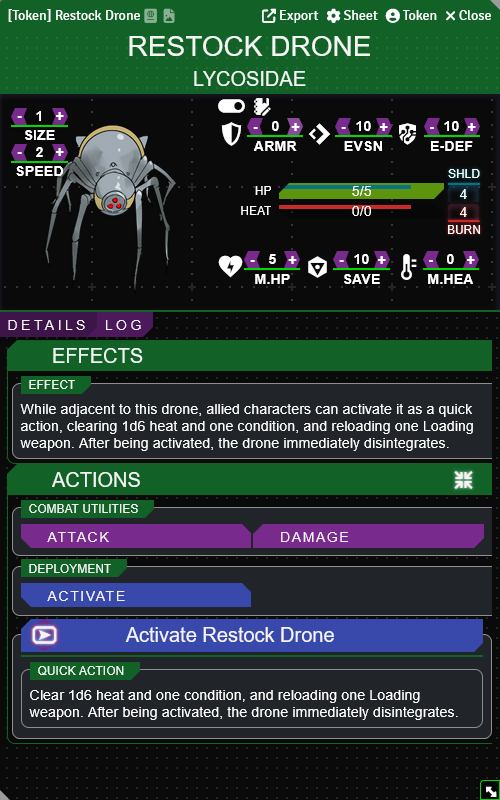 [Token] Restock Drone Export Sheet Token Close
RESTOCK DRONE
LYCOSIDAE
- 1 +
SIZE
- 2 +
SPEED
- 0 +
ARMR
- 10 +
EVSN
- 10 +
E-DEF
HP 5/5
HEAT 0/0
SHLD
4
4
BURN
- 5 +
M.HP
- 10 +
SAVE
- 0 +
M.HEA
DETAILS LOG
EFFECTS
EFFECT
While adjacent to this drone, allied characters can activate it as a quick
action, clearing 1d6 heat and one condition, and reloading one Loading
weapon. After being activated, the drone immediately disintegrates.
ACTIONS
COMBAT UTILITIES
ATTACK DAMAGE
DEPLOYMENT
ACTIVATE
Activate Restock Drone
QUICK ACTION
Clear 1d6 heat and one condition, and reloading one Loading
weapon. After being activated, the drone immediately disintegrates.